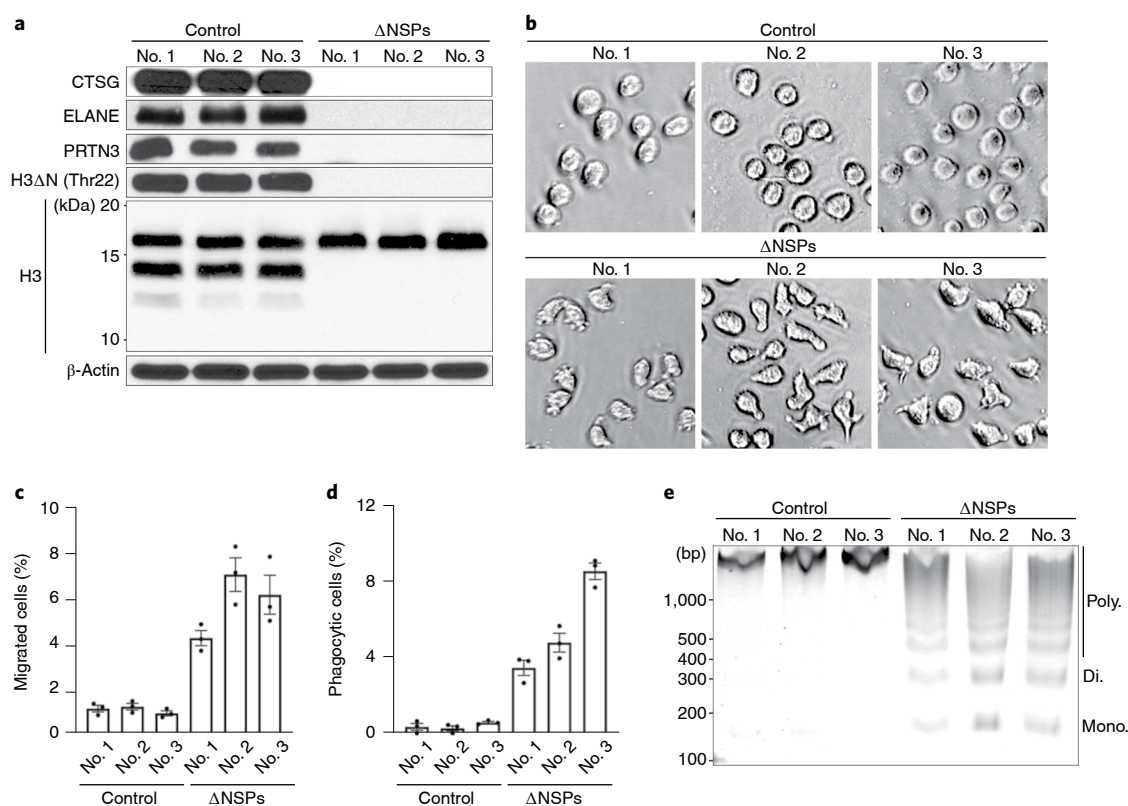 a
Control ΔNSPs
No. 1 No. 2 No. 3 No. 1 No. 2 No. 3
CTSG
ELANE
PRTN3
H3ΔN (Thr22)
(kDa) 20
15
H3
10
β-Actin
b
Control
No. 1 No. 2 No. 3
ΔNSPs
No. 1 No. 2 No. 3
c
Migrated cells (%)
10
8
6
4
2
0
No. 1 No. 2 No. 3 No. 1 No. 2 No. 3
Control ΔNSPs
d
Phagocytic cells (%)
12
8
4
0
No. 1 No. 2 No. 3 No. 1 No. 2 No. 3
Control ΔNSPs
e
Control ΔNSPs
No. 1 No. 2 No. 3 No. 1 No. 2 No. 3
(bp)
1,000
Poly.
500
400
300 Di.
200
Mono.
100